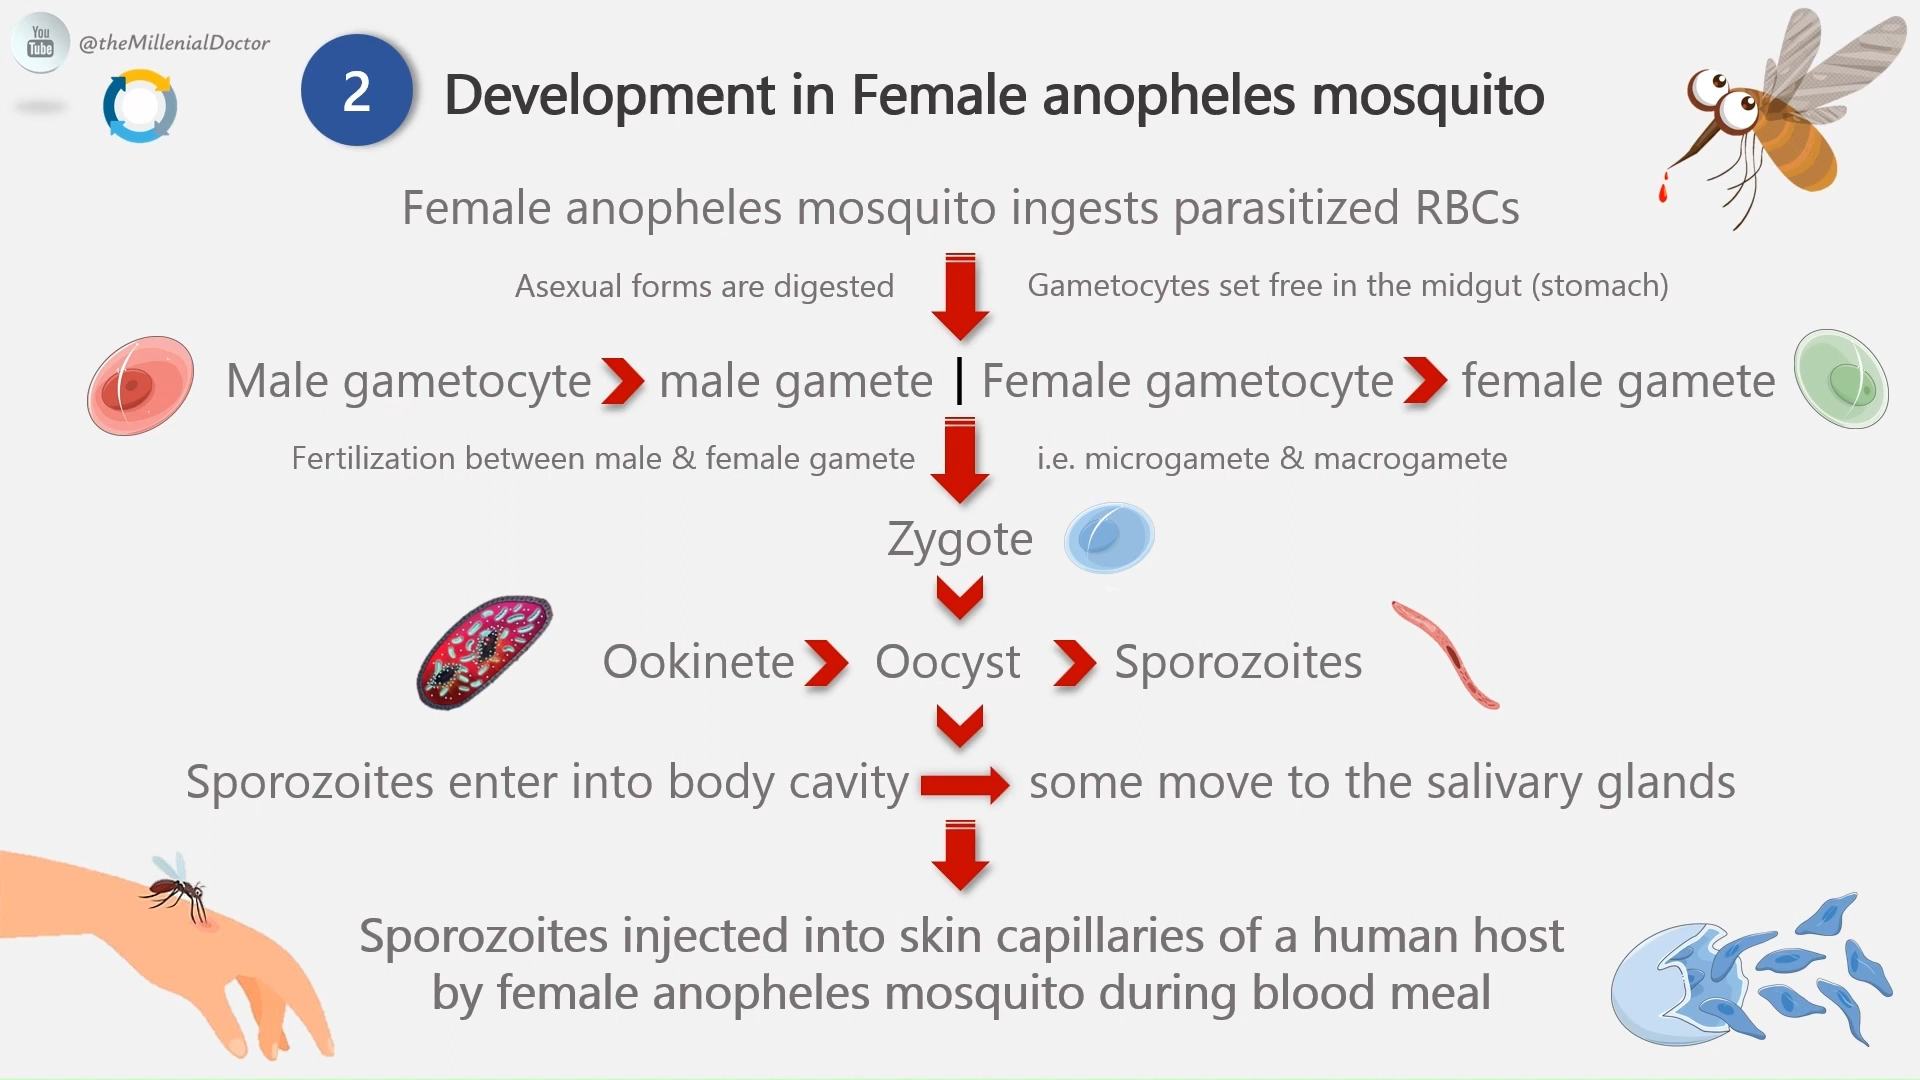 You
Tube
@theMillenialDoctor
2
Development in Female anopheles mosquito
Female anopheles mosquito ingests parasitized RBCs
Asexual forms are digested
Gametocytes set free in the midgut (stomach)
Male gametocyte male gamete | Female gametocyte female gamete
Fertilization between male & female gamete
i.e. microgamete & macrogamete
Zygote
Ookinete Oocyst Sporozoites
Sporozoites enter into body cavity some move to the salivary glands
Sporozoites injected into skin capillaries of a human host
by female anopheles mosquito during blood meal